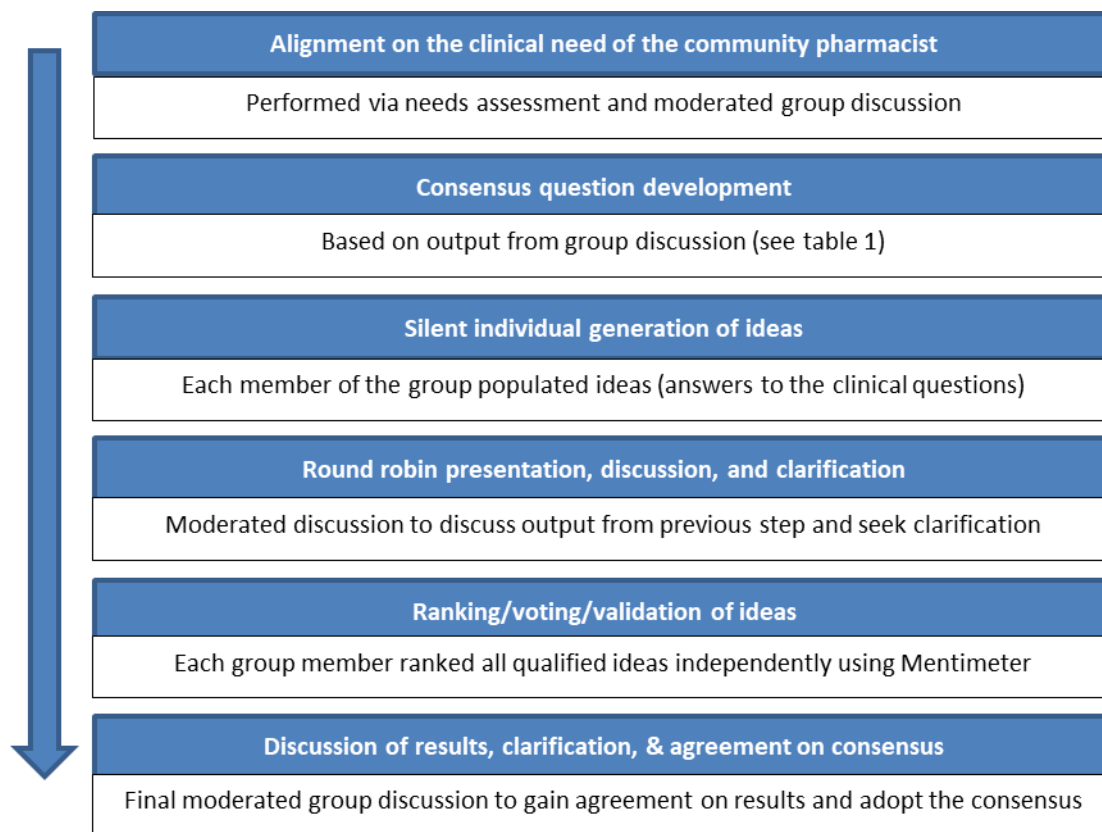 Alignment on the clinical need of the community pharmacist
Performed via needs assessment and moderated group discussion
Consensus question development
Based on output from group discussion (see table 1)
Silent individual generation of ideas
Each member of the group populated ideas (answers to the clinical questions)
Round robin presentation, discussion, and clarification
Moderated discussion to discuss output from previous step and seek clarification
Ranking/voting/validation of ideas
Each group member ranked all qualified ideas independently using Mentimeter
Discussion of results, clarification, & agreement on consensus
Final moderated group discussion to gain agreement on results and adopt the consensus